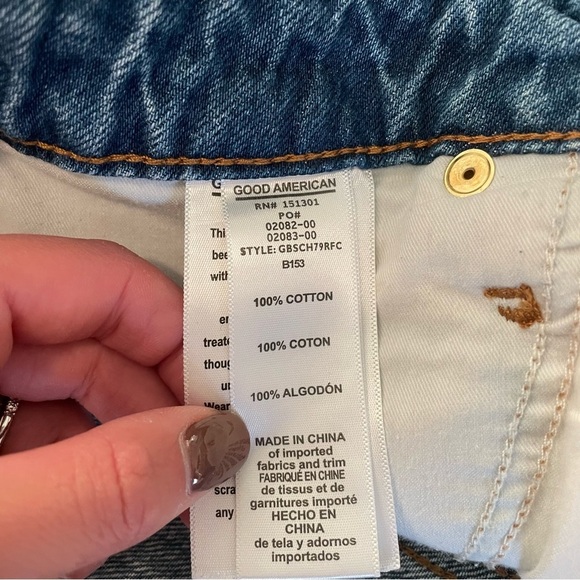 GOOD AMERICAN
RN# 151301
PO#
02082-00
02083-00
STYLE: GBSCH79RFC
B153
100% COTTON
100% COTON
100% ALGODÓN
MADE IN CHINA
of imported
fabrics and trim
FABRIQUÉ EN CHINE
de tissus et de
garnitures importé
HECHO EN
CHINA
de tela y adornos
importados
any